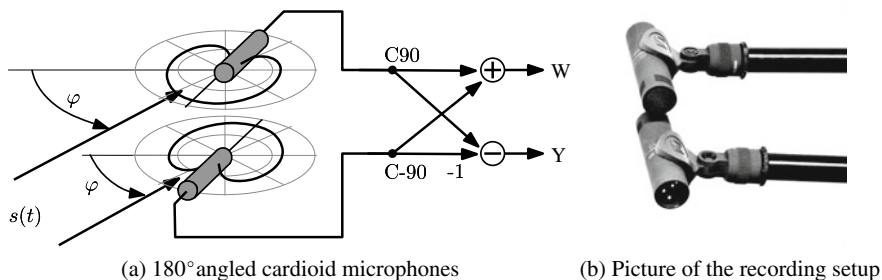 C90
W
φ
C-90
-1
Y
φ
s(t)
(a) 180°angled cardioid microphones
(b) Picture of the recording setup